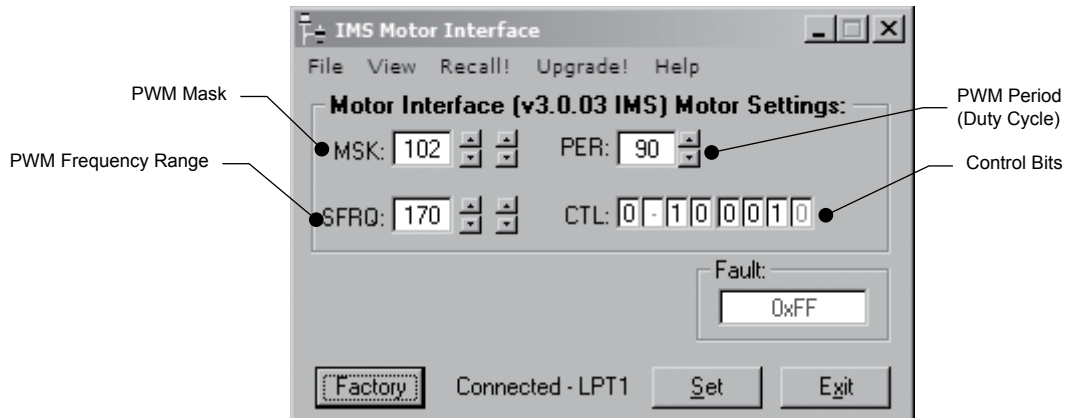 IMS Motor Interface
File View Recall! Upgrade! Help
PWM Mask
Motor Interface (v3.0.03 IMS) Motor Settings:
PWM Period
(Duty Cycle)
MSK: 102
PER: 90
PWM Frequency Range
Control Bits
SFRQ: 170
CTL: 0 - 1 0 0 0 1 0
Fault:
0xFF
Factory
Connected - LPT1
Set
Exit